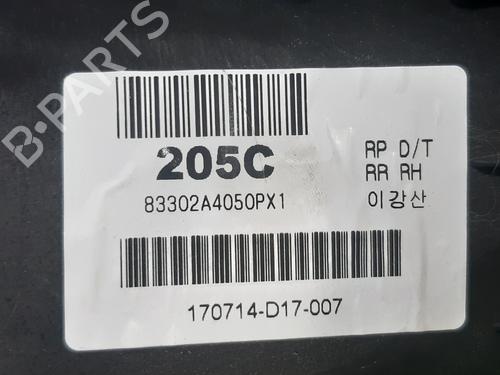 B-PARTS
205C
83302A4050PX1
RP D/T
RR RH
이강산
170714-D17-007